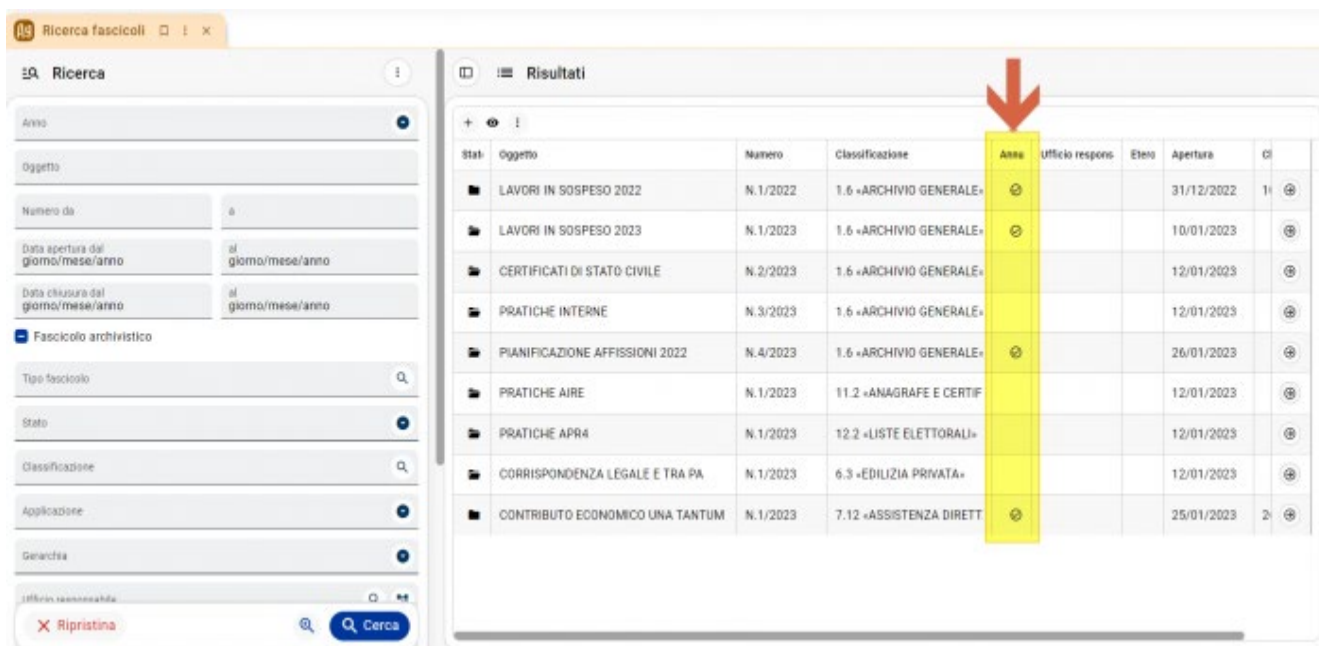 Ricerca fascicoli
Ricerca
Risultati
Anno
Oggetto
Numero da a
Data apertura dal al
giorno/mese/anno giorno/mese/anno
Data chiusura dal al
giorno/mese/anno giorno/mese/anno
Fascicolo archivistico
Tipo fascicolo
Stato
Classificazione
Applicazione
Gerarchia
Ufficio responsabile
Ripristina
Cerca
Stat Oggetto Numero Classificazione Annu Ufficio respons Etero Apertura Cl
LAVORI IN SOSPESO 2022 N.1/2022 1.6 «ARCHIVIO GENERALE» 31/12/2022 1
LAVORI IN SOSPESO 2023 N.1/2023 1.6 «ARCHIVIO GENERALE» 10/01/2023
CERTIFICATI DI STATO CIVILE N.2/2023 1.6 «ARCHIVIO GENERALE» 12/01/2023
PRATICHE INTERNE N.3/2023 1.6 «ARCHIVIO GENERALE» 12/01/2023
PIANIFICAZIONE AFFISSIONI 2022 N.4/2023 1.6 «ARCHIVIO GENERALE» 26/01/2023
PRATICHE AIRE N.1/2023 11.2 «ANAGRAFE E CERTIF 12/01/2023
PRATICHE APR4 N.1/2023 12.2 «LISTE ELETTORALI» 12/01/2023
CORRISPONDENZA LEGALE E TRA PA N.1/2023 6.3 «EDILIZIA PRIVATA» 12/01/2023
CONTRIBUTO ECONOMICO UNA TANTUM N.1/2023 7.12 «ASSISTENZA DIRETT 25/01/2023 2